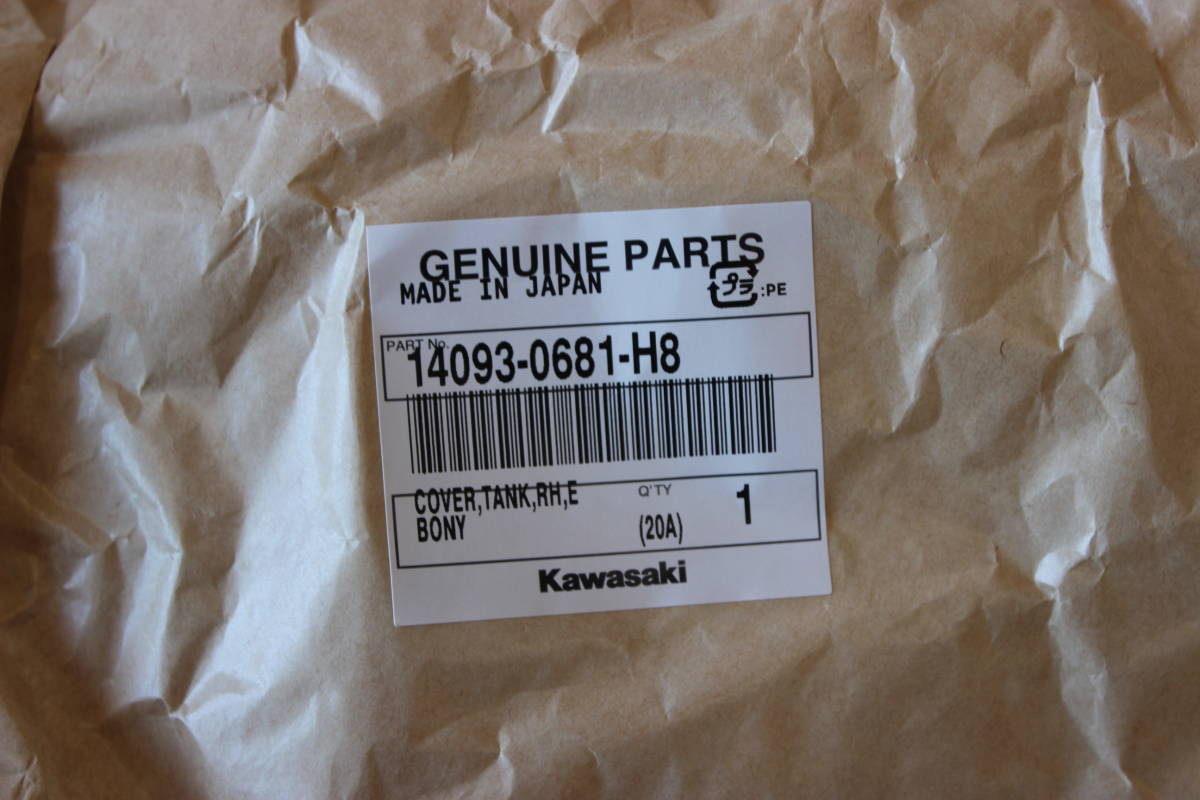 GENUINE PARTS
MADE IN JAPAN
プラ :PE
PART No.
14093-0681-H8
COVER,TANK,RH,E
BONY
Q'TY
(20A)
1
Kawasaki